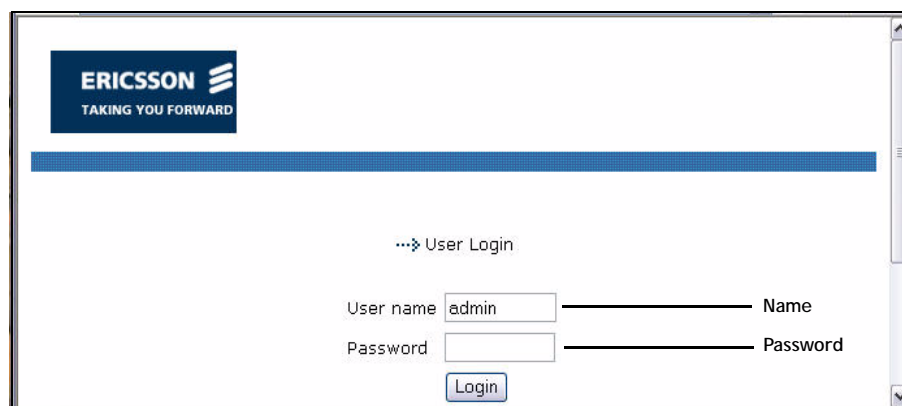 ERICSSON
TAKING YOU FORWARD
User Login
User name admin Name
Password Password
Login